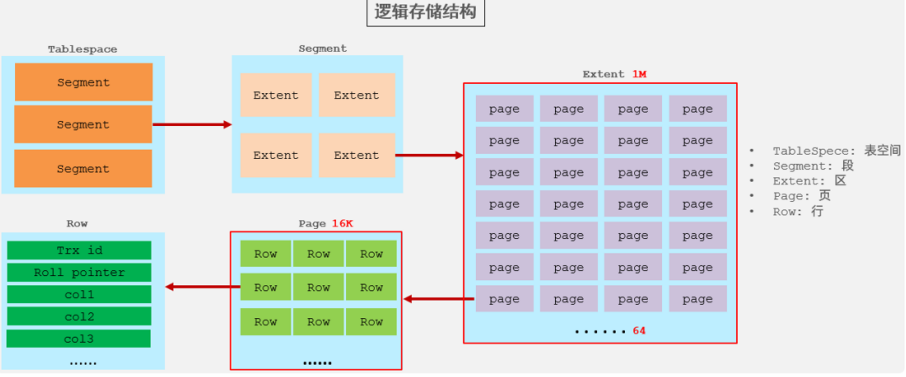 逻辑存储结构
Tablespace
Segment
Segment
Segment
Segment
Extent Extent
Extent Extent
Extent 1M
page page page page
page page page page
page page page page
page page page page
page page page page
page page page page
page page page page
······ 64
• TableSpece: 表空间
• Segment: 段
• Extent: 区
• Page: 页
• Row: 行
Row
Trx id
Roll pointer
col1
col2
col3
······
Page 16K
Row Row Row
Row Row Row
Row Row Row
······